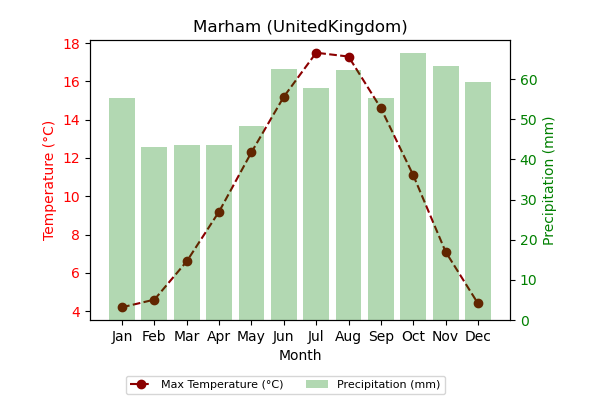 Marham (UnitedKingdom)
18
16
14
12
10
8
6
4
Temperature (°C)
60
50
40
30
20
10
0
Precipitation (mm)
Jan Feb Mar Apr May Jun Jul Aug Sep Oct Nov Dec
Month
Max Temperature (°C) Precipitation (mm)